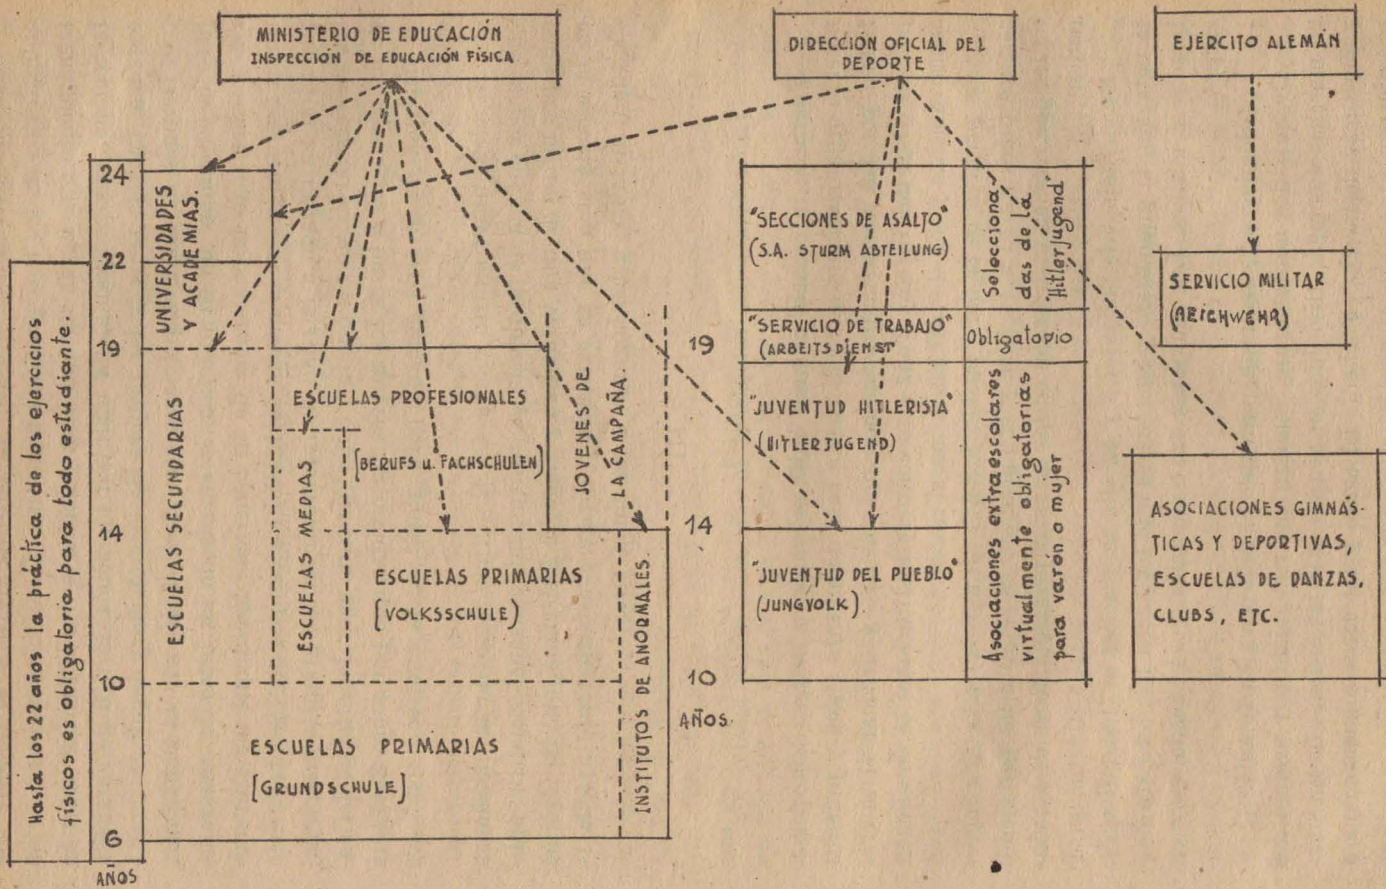 MINISTERIO DE EDUCACIÓN
INSPECCIÓN DE EDUCACIÓN FÍSICA
DIRECCIÓN OFICIAL DEL
DEPORTE
EJÉRCITO ALEMÁN
Hasta los 22 años la práctica de los ejercicios
físicos es obligatoria para todo estudiante.
24
22
19
14
10
6
AÑOS
UNIVERSIDADES
Y ACADEMIAS.
ESCUELAS SECUNDARIAS
ESCUELAS MEDIAS
ESCUELAS PROFESIONALES
[BERUFS u. FACHSCHULEN]
JOVENES DE
LA CAMPAÑA.
ESCUELAS PRIMARIAS
[VOLKSSCHULE]
INSTITUTOS DE ANORMALES.
ESCUELAS PRIMARIAS
[GRUNDSCHULE]
19
14
10
AÑOS.
"SECCIONES DE ASALTO"
(S.A. STURM ABTEILUNG)
Selecciona-
das de la
"Hitlerjugend"
"SERVICIO DE TRABAJO"
(ARBEITSDIENST
Obligatorio
"JUVENTUD HITLERISTA"
(HITLERJUGEND)
"JUVENTUD DEL PUEBLO"
(JUNGVOLK)
Asociaciones extraescolares
virtualmente obligatorias
para varón o mujer
SERVICIO MILITAR
(REICHWEHR)
ASOCIACIONES GIMNÁS-
TICAS Y DEPORTIVAS,
ESCUELAS DE DANZAS,
CLUBS, ETC.